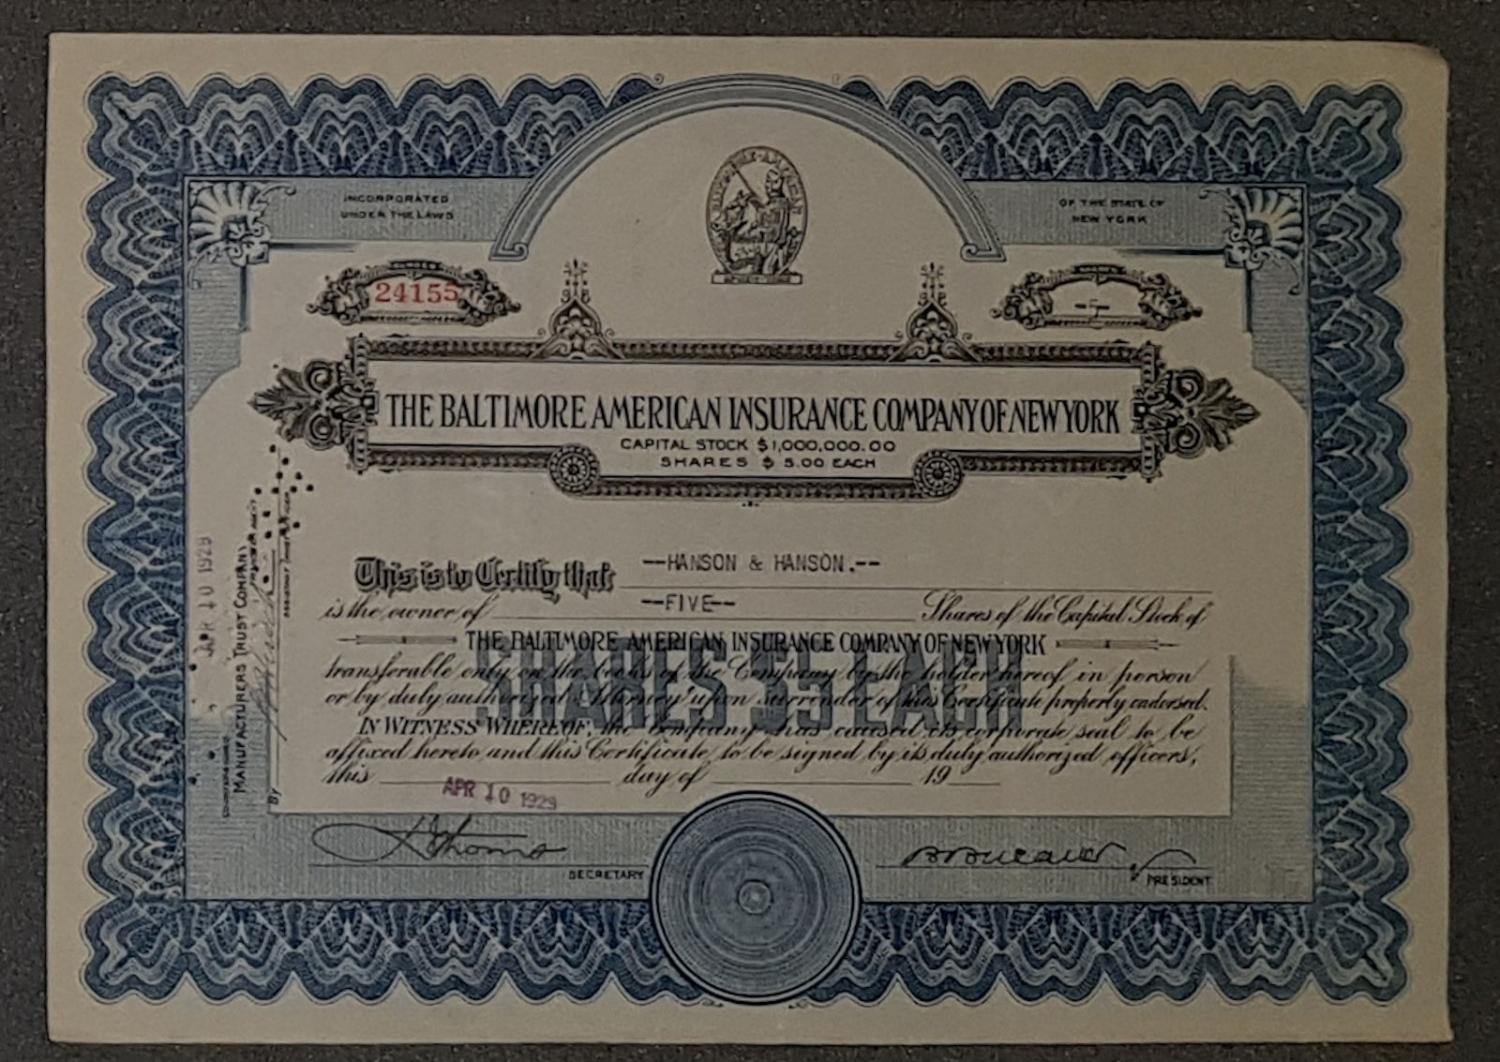 INCORPORATED
UNDER THE LAWS
OF THE STATE OF
NEW YORK
NUMBER
24155
SHARES
-5-
THE BALTIMORE AMERICAN INSURANCE COMPANY OF NEW YORK
CAPITAL STOCK $1,000,000.00
SHARES $ 5.00 EACH
This is to Certify that --HANSON & HANSON.--
is the owner of --FIVE-- Shares of the Capital Stock of
THE BALTIMORE AMERICAN INSURANCE COMPANY OF NEW YORK
transferable only on the books of the Company by the holder hereof in person
or by duly authorized Attorney upon surrender of this Certificate properly endorsed.
IN WITNESS WHEREOF, the Company has caused its corporate seal to be
affixed hereto and this Certificate to be signed by its duly authorized officers,
this day of 19
SHARES $5 EACH
APR 10 1929
SECRETARY
PRESIDENT
APR 10 1929
MANUFACTURERS TRUST COMPANY
By